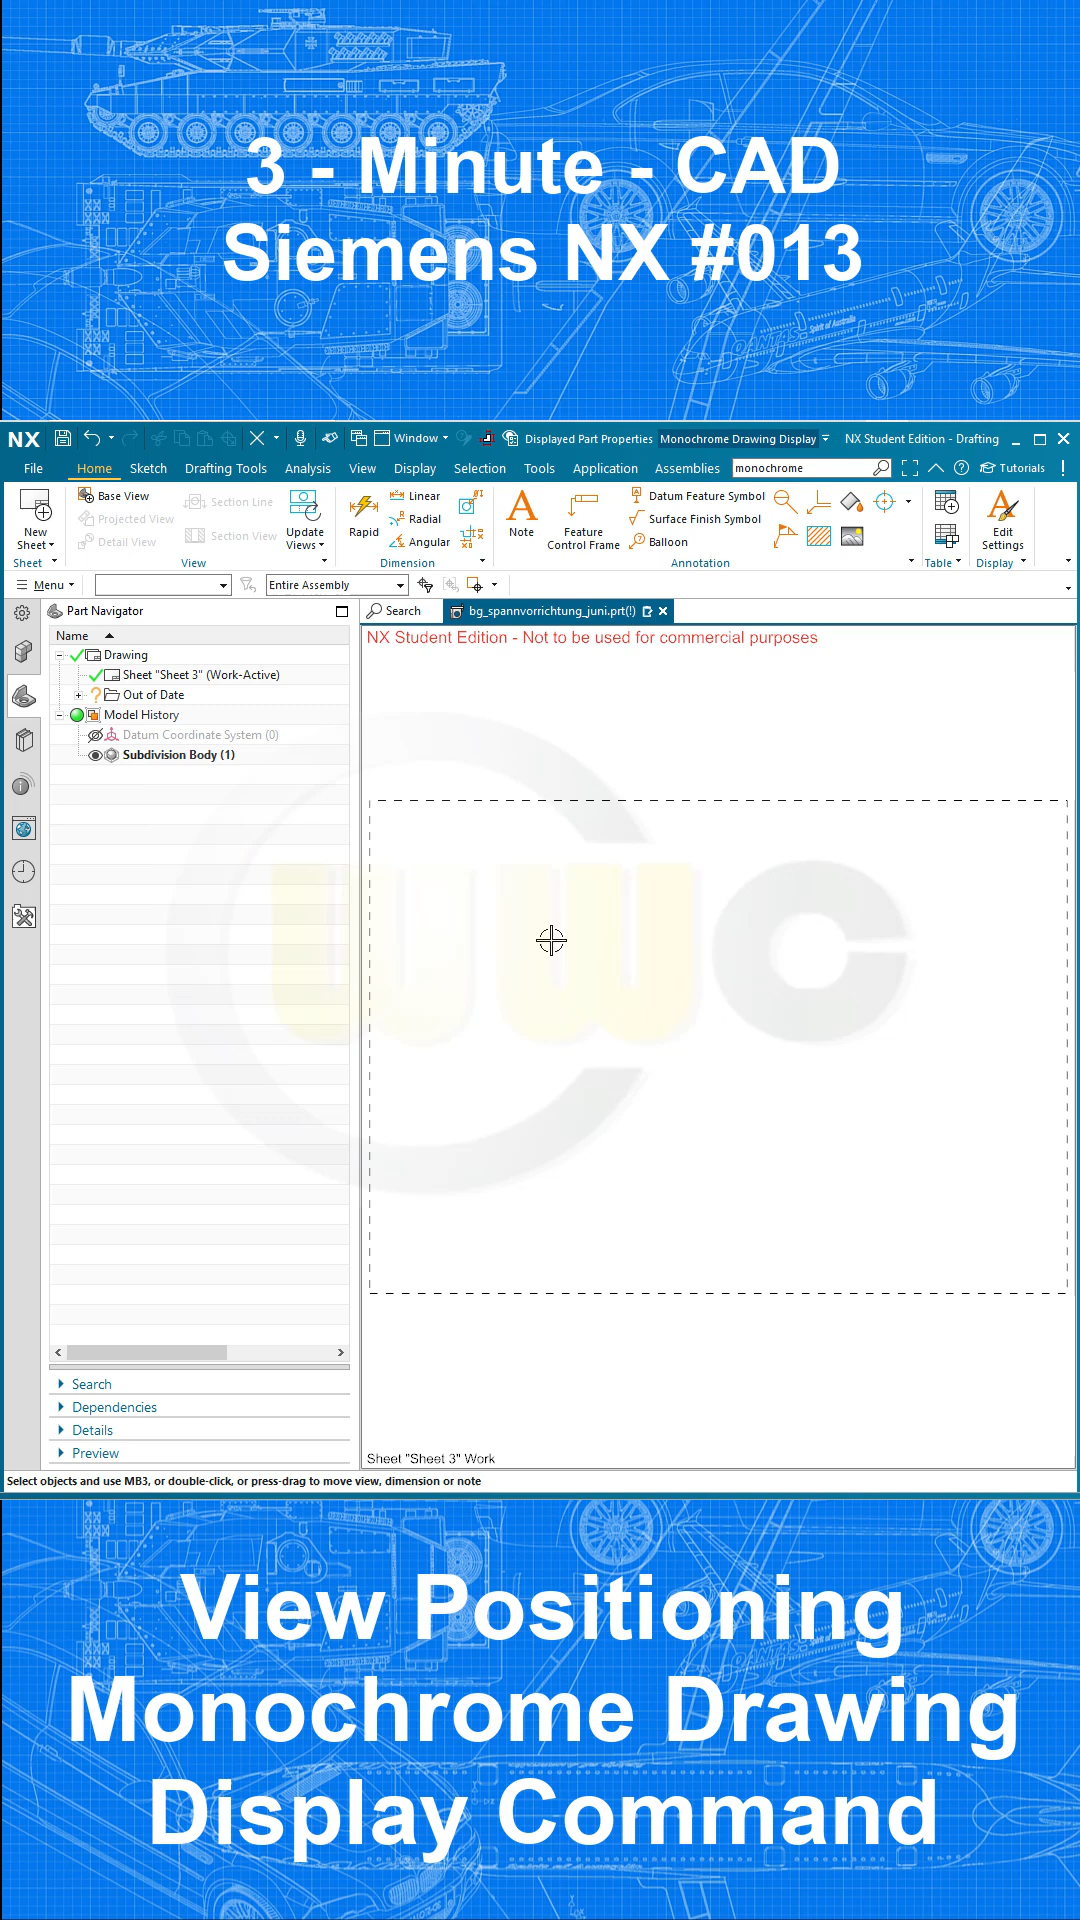 3 - Minute - CAD
Siemens NX #013
NX Window Displayed Part Properties Monochrome Drawing Display NX Student Edition - Drafting
File Home Sketch Drafting Tools Analysis View Display Selection Tools Application Assemblies monochrome Tutorials
New Sheet
Base View
Projected View
Detail View
Section Line
Section View
Update Views
Rapid
Linear
Radial
Angular
Note
Feature Control Frame
Datum Feature Symbol
Surface Finish Symbol
Balloon
Edit Settings
Sheet View Dimension Annotation Table Display
Menu Entire Assembly
Part Navigator
Search bg_spannvorrichtung_juni.prt(!)
Name
NX Student Edition - Not to be used for commercial purposes
Drawing
Sheet "Sheet 3" (Work-Active)
Out of Date
Model History
Datum Coordinate System (0)
Subdivision Body (1)
WWC
Search
Dependencies
Details
Preview
Sheet "Sheet 3" Work
Select objects and use MB3, or double-click, or press-drag to move view, dimension or note
View Positioning
Monochrome Drawing
Display Command